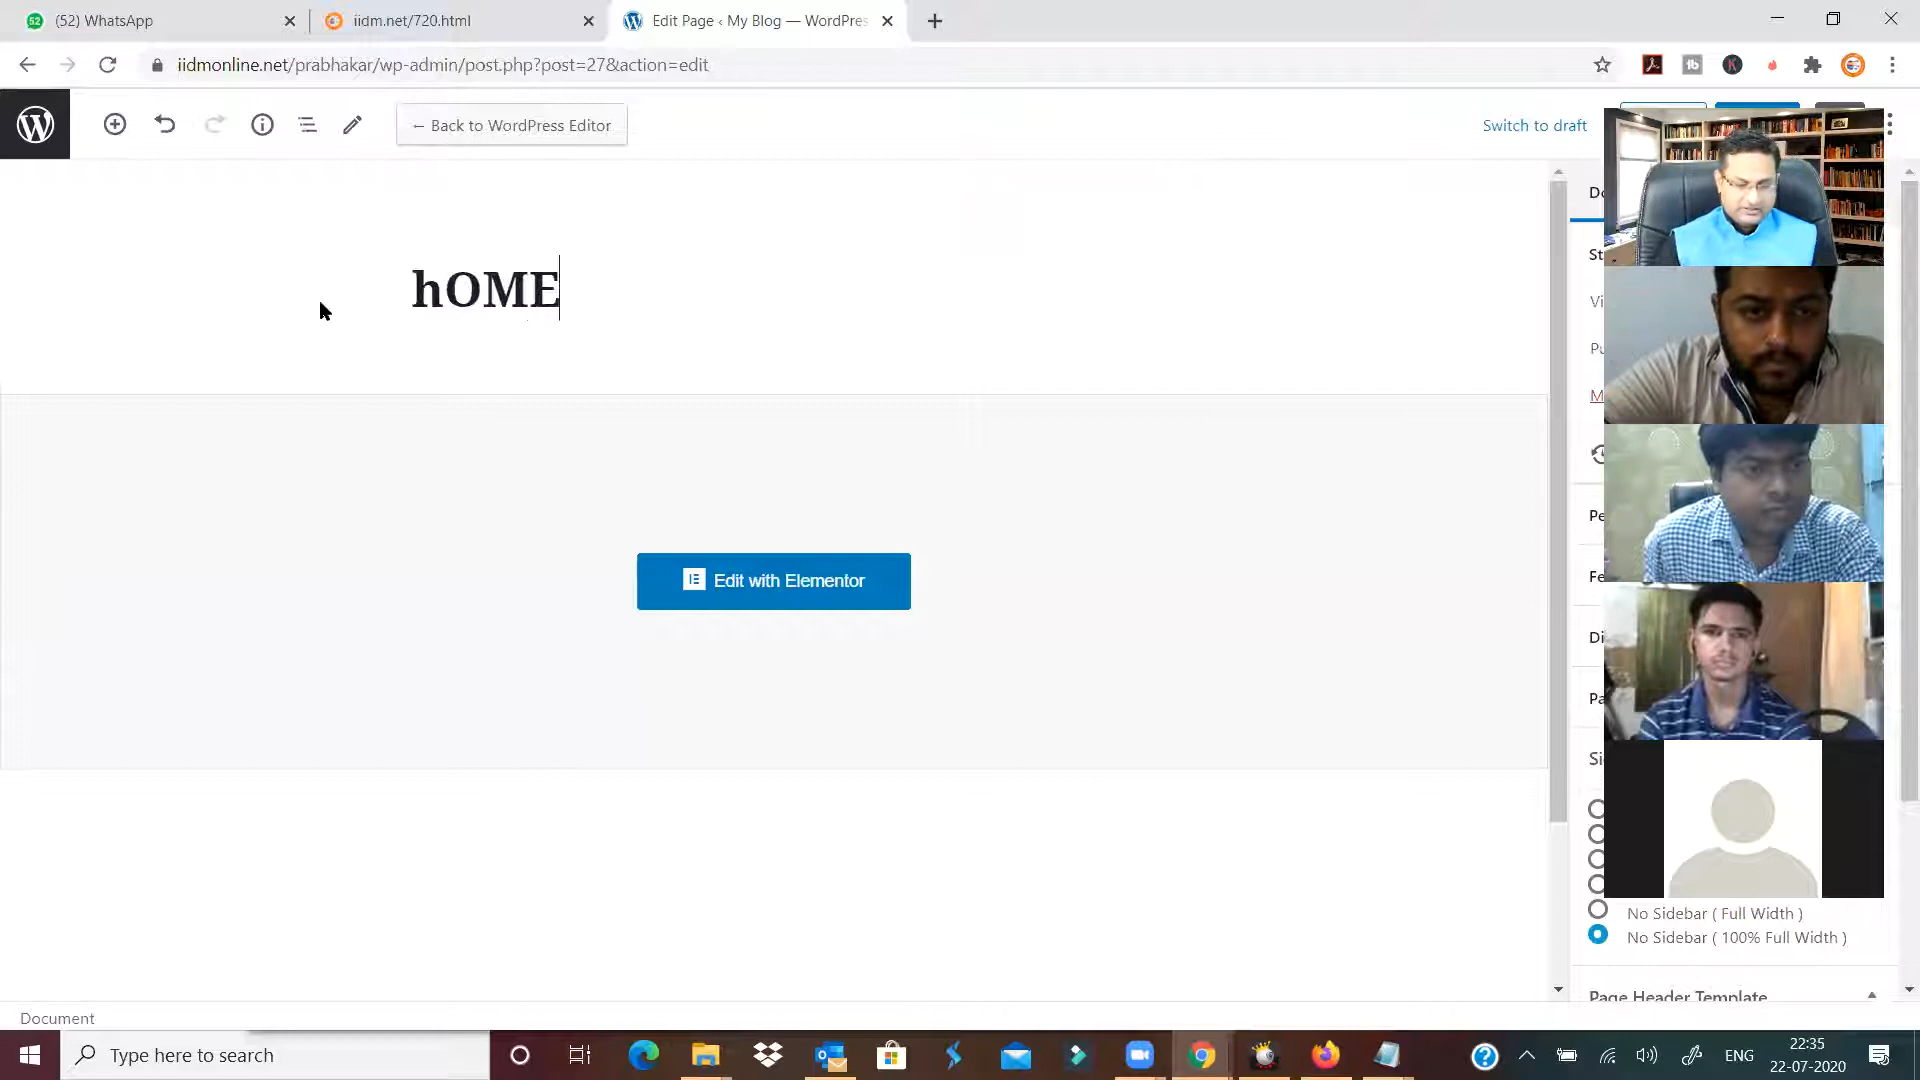 (52) WhatsApp
iidm.net/720.html
Edit Page ‹ My Blog — WordPres
iidmonline.net/prabhakar/wp-admin/post.php?post=27&action=edit
← Back to WordPress Editor
Switch to draft
hOME
Edit with Elementor
No Sidebar ( Full Width )
No Sidebar ( 100% Full Width )
Page Header Template
Document
Type here to search
ENG
22:35
22-07-2020